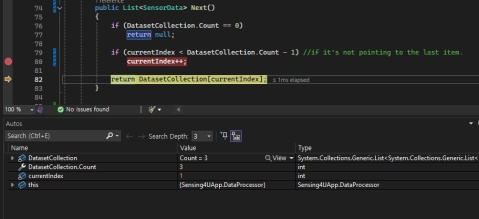 74
75
76
77
78
79
80
81
82
83
public List<SensorData> Next()
{
if (DatasetCollection.Count == 0)
return null;
if (currentIndex < DatasetCollection.Count - 1) //if it's not pointing to the last item.
currentIndex++;
return DatasetCollection[currentIndex]; ≤ 1ms elapsed
}
100 % No issues found
Autos
Search (Ctrl+E) Search Depth: 3
Name Value Type
DatasetCollection Count = 3 View System.Collections.Generic.List<System.Collections.Generic.List<
DatasetCollection.Count 3 int
currentIndex 1 int
this {Sensing4UApp.DataProcessor} Sensing4UApp.DataProcessor